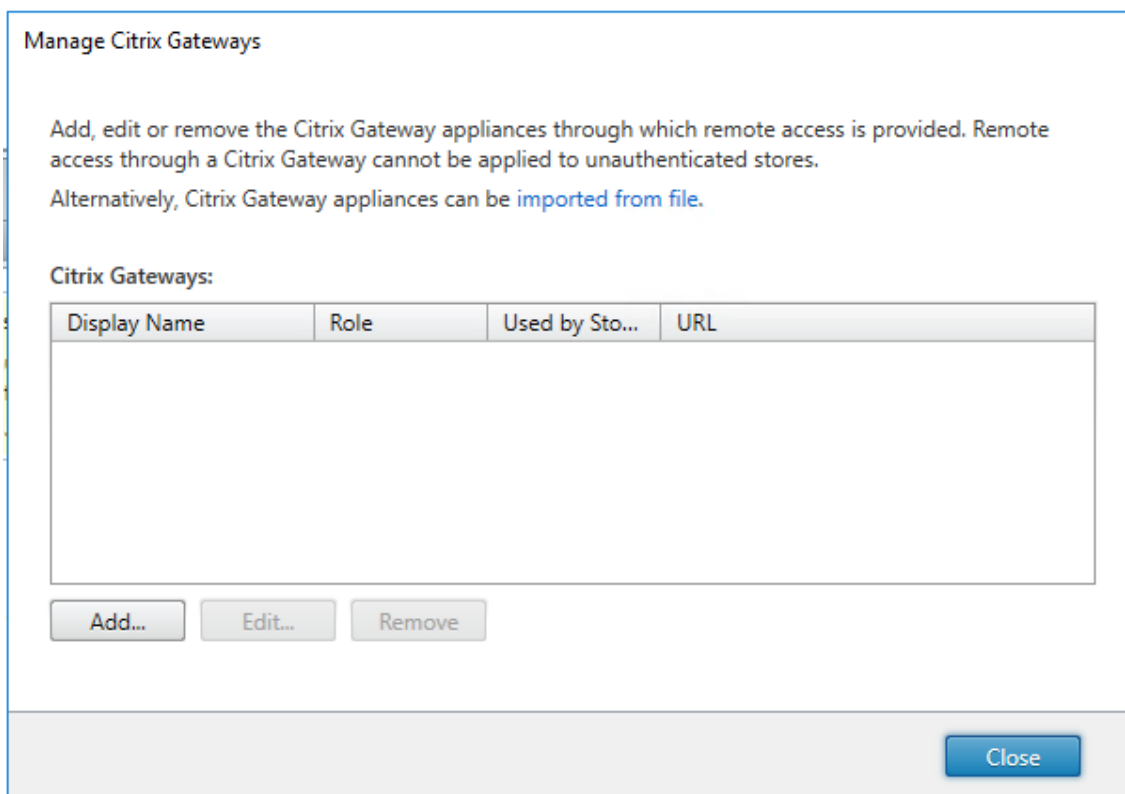 Manage Citrix Gateways
Add, edit or remove the Citrix Gateway appliances through which remote access is provided. Remote
access through a Citrix Gateway cannot be applied to unauthenticated stores.
Alternatively, Citrix Gateway appliances can be imported from file.
Citrix Gateways:
Display Name Role Used by Sto... URL
Add... Edit... Remove
Close